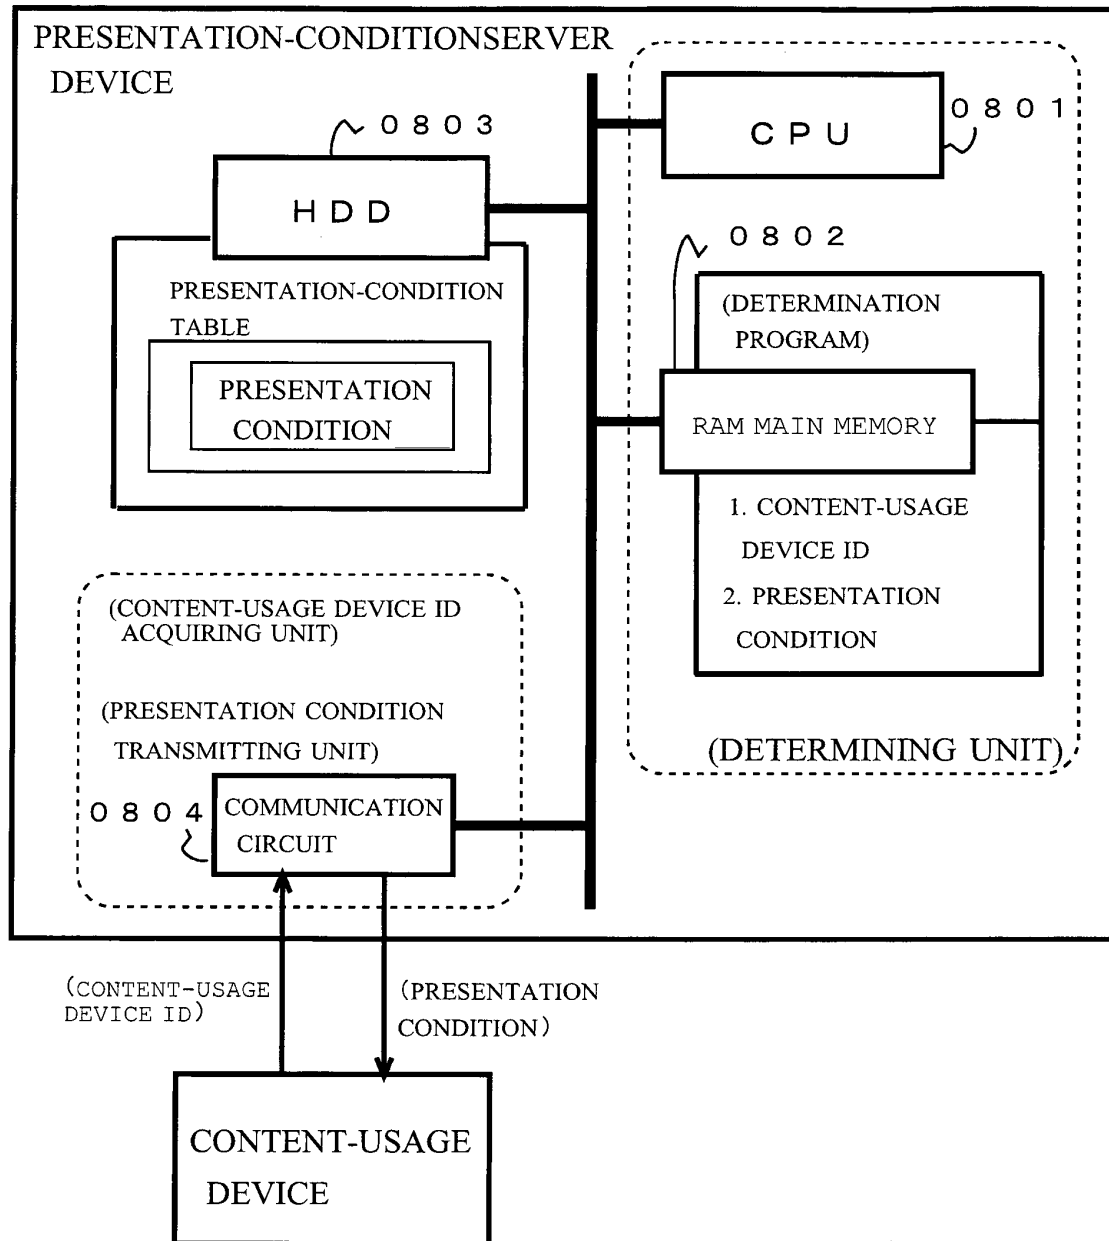 PRESENTATION-CONDITIONSERVER
DEVICE
0803
HDD
PRESENTATION-CONDITION
TABLE
PRESENTATION
CONDITION
CPU
0801
0802
(DETERMINATION
PROGRAM)
RAM MAIN MEMORY
1. CONTENT-USAGE
DEVICE ID
2. PRESENTATION
CONDITION
(DETERMINING UNIT)
(CONTENT-USAGE DEVICE ID
ACQUIRING UNIT)
(PRESENTATION CONDITION
TRANSMITTING UNIT)
0804
COMMUNICATION
CIRCUIT
(CONTENT-USAGE
DEVICE ID)
(PRESENTATION
CONDITION)
CONTENT-USAGE
DEVICE